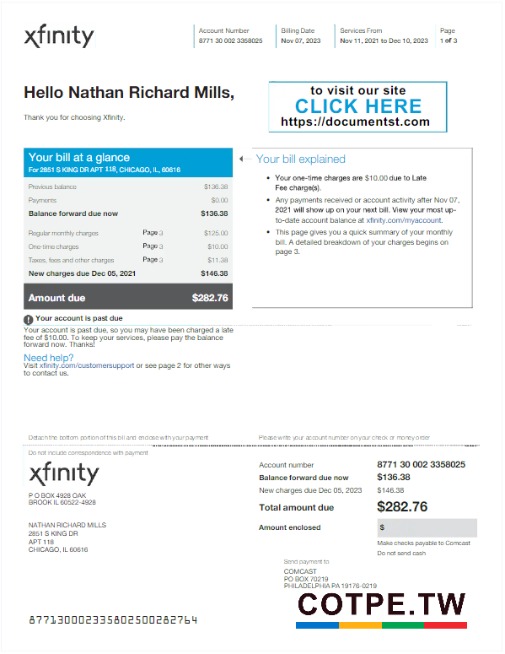 xfinity
Account Number
8771 30 002 3358025
Billing Date
Nov 07, 2023
Services From
Nov 11, 2021 to Dec 10, 2023
Page
1 of 3
Hello Nathan Richard Mills,
Thank you for choosing Xfinity.
to visit our site
CLICK HERE
https://documentst.com
Your bill at a glance
For 2851 S KING DR APT 118, CHICAGO, IL, 60616
Previous balance $136.38
Payments $0.00
Balance forward due now $136.38
Regular monthly charges Page 3 $125.00
One-time charges Page 3 $10.00
Taxes, fees and other charges Page 3 $11.38
New charges due Dec 05, 2021 $146.38
Amount due $282.76
Your bill explained
• Your one-time charges are $10.00 due to Late
Fee charge(s).
• Any payments received or account activity after Nov 07,
2021 will show up on your next bill. View your most up-
to-date account balance at xfinity.com/myaccount.
• This page gives you a quick summary of your monthly
bill. A detailed breakdown of your charges begins on
page 3.
! Your account is past due
Your account is past due, so you may have been charged a late
fee of $10.00. To keep your services, please pay the balance
forward now. Thanks!
Need help?
Visit xfinity.com/customersupport or see page 2 for other ways
to contact us.
Detach the bottom portion of this bill and enclose with your payment
Please write your account number on your check or money order
Do not include correspondence with payment
xfinity
P O BOX 4928 OAK
BROOK IL 60522-4928
NATHAN RICHARD MILLS
2851 S KING DR
APT 118
CHICAGO, IL 60616
Account number 8771 30 002 3358025
Balance forward due now $136.38
New charges due Dec 05, 2023 $146.38
Total amount due $282.76
Amount enclosed $
Make checks payable to Comcast
Do not send cash
Send payment to
COMCAST
PO BOX 70219
PHILADELPHIA PA 19176-0219
877130002335802500282764
COTPE.TW